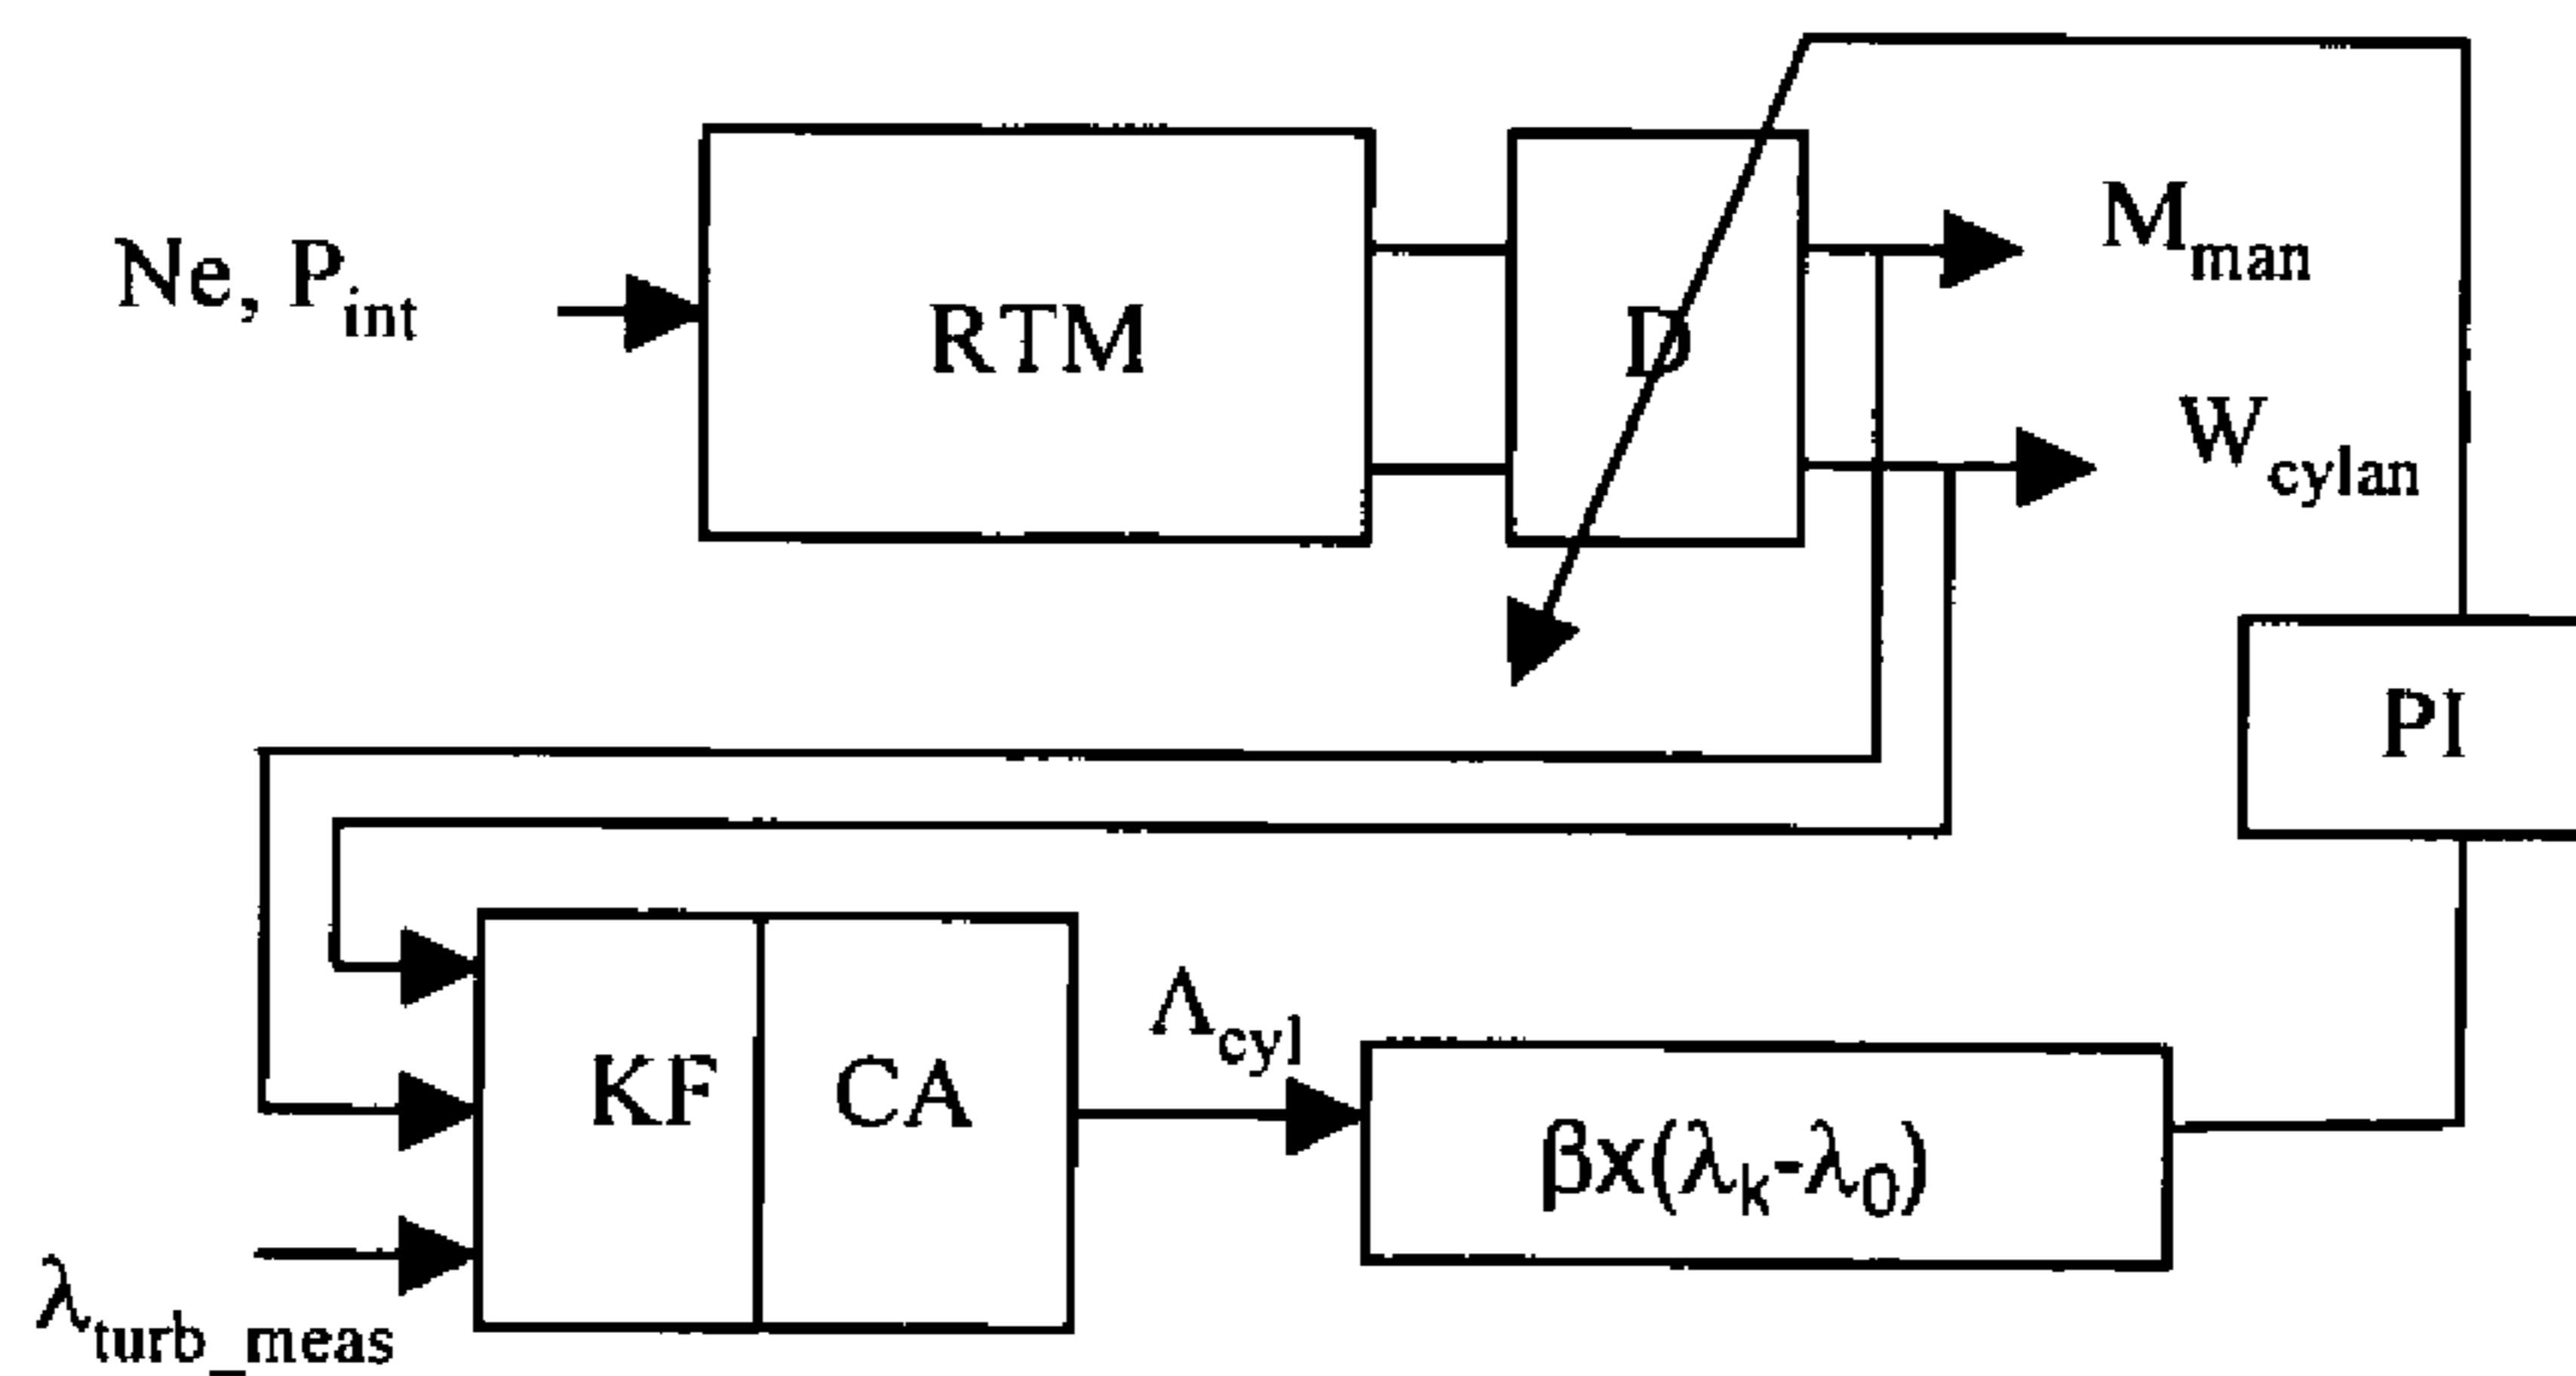 Ne, P_int
RTM
D
M_man
W_cylan
PI
KF
CA
Λ_cyl
βx(λ_k-λ_0)
λ_turb_meas